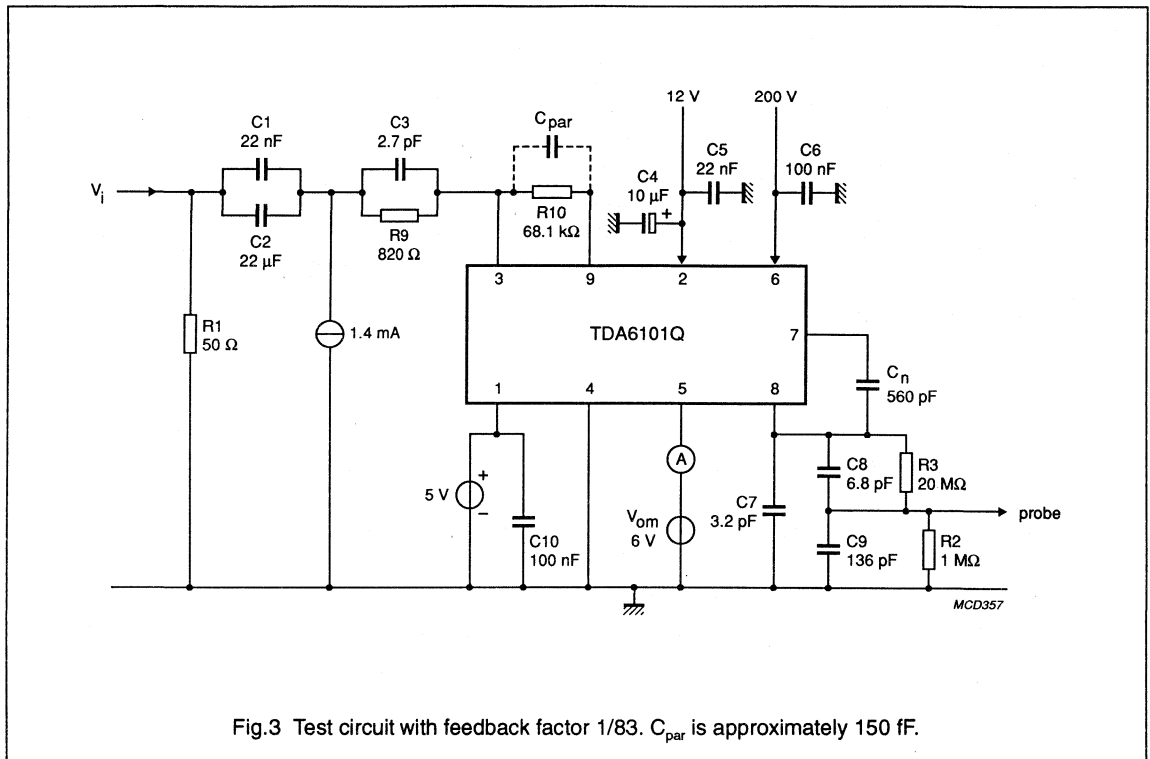 12 V
200 V
C1
22 nF
C3
2.7 pF
C_par
C5
22 nF
C6
100 nF
C4
10 µF
+
V_i
C2
22 µF
R9
820 Ω
R10
68.1 kΩ
3
9
2
6
R1
50 Ω
1.4 mA
TDA6101Q
7
1
4
5
8
C_n
560 pF
A
C8
6.8 pF
R3
20 MΩ
5 V
+
−
C10
100 nF
V_om
6 V
C7
3.2 pF
probe
C9
136 pF
R2
1 MΩ
MCD357
Fig.3 Test circuit with feedback factor 1/83. C_par is approximately 150 fF.